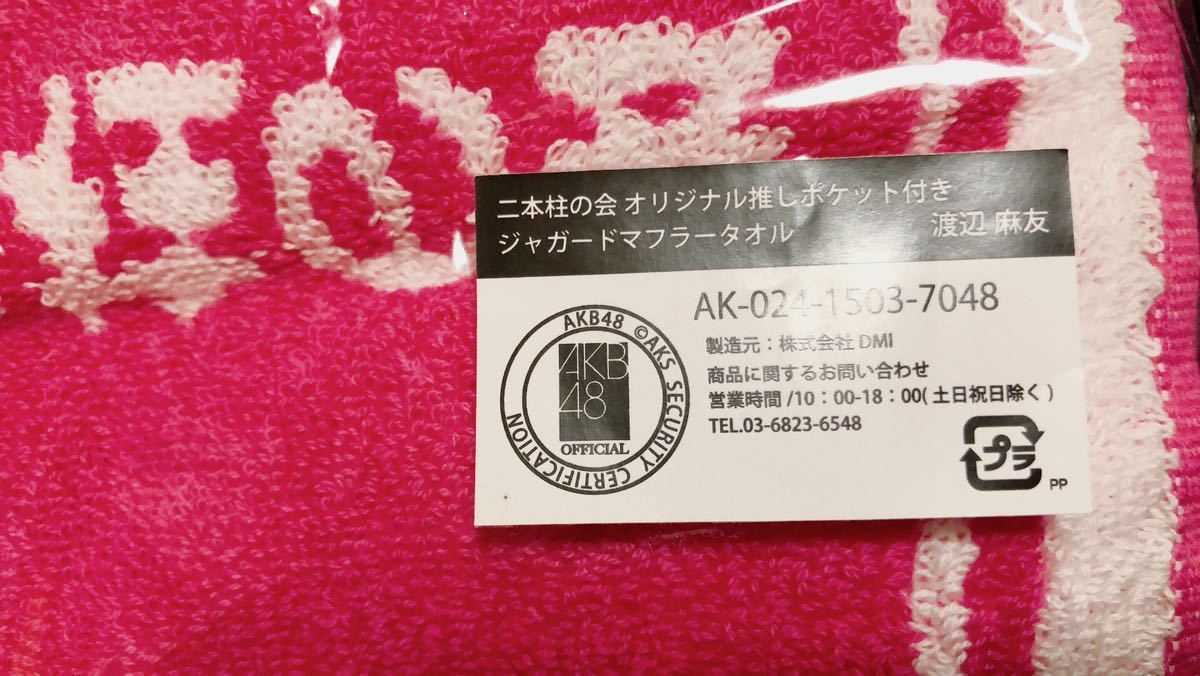 二本柱の会 オリジナル推しポケット付き
ジャガードマフラータオル 渡辺 麻友
AK-024-1503-7048
製造元：株式会社 DMI
商品に関するお問い合わせ
営業時間 /10：00-18：00( 土日祝日除く )
TEL.03-6823-6548
AKB48 ©AKS SECURITY CERTIFICATION
AKB
48
OFFICIAL
プラ
PP